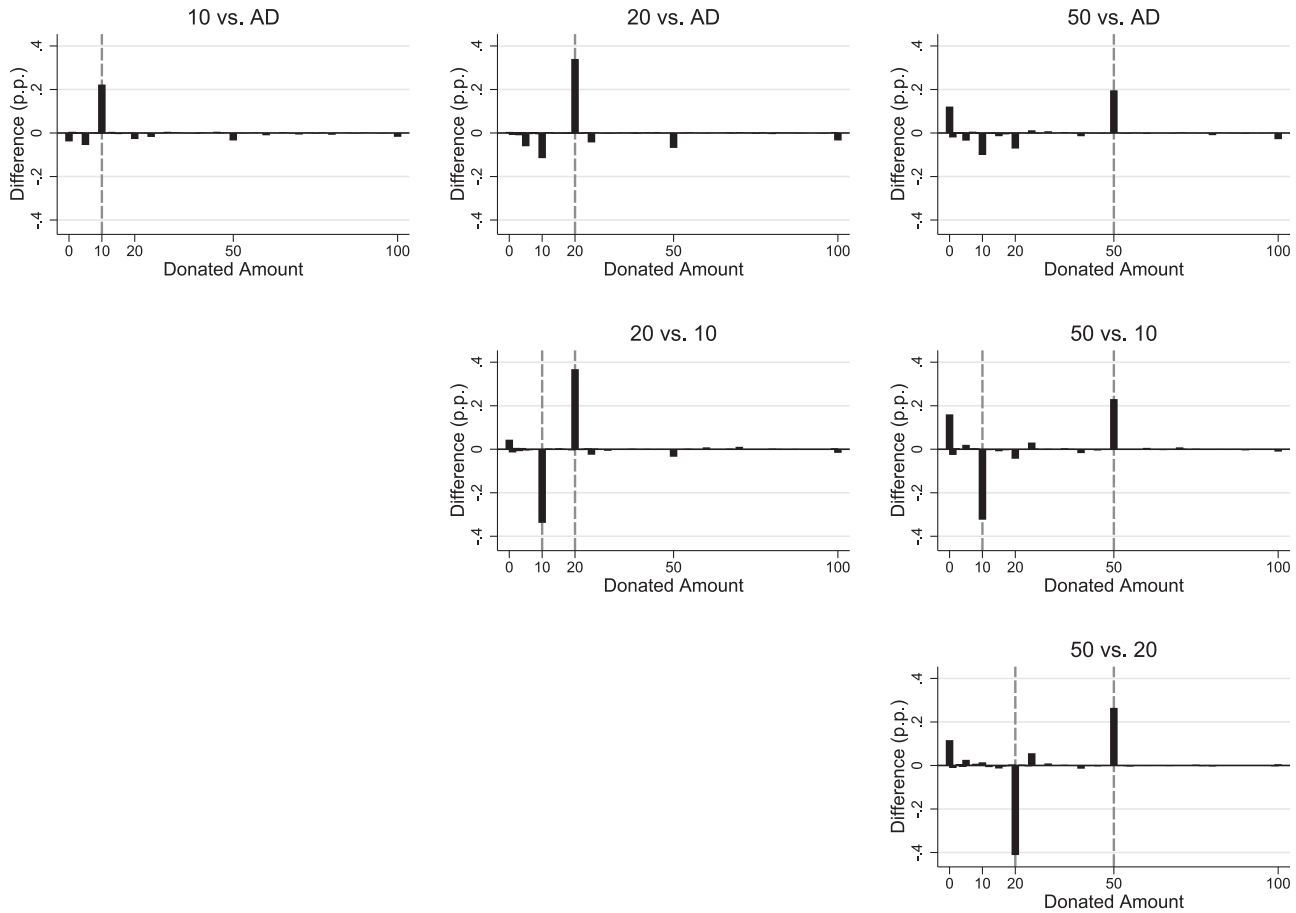 10 vs. AD
Difference (p.p.)
.4
.2
0
-.2
-.4
0 10 20 50 100
Donated Amount
20 vs. AD
Difference (p.p.)
.4
.2
0
-.2
-.4
0 10 20 50 100
Donated Amount
50 vs. AD
Difference (p.p.)
.4
.2
0
-.2
-.4
0 10 20 50 100
Donated Amount
20 vs. 10
Difference (p.p.)
.4
.2
0
-.2
-.4
0 10 20 50 100
Donated Amount
50 vs. 10
Difference (p.p.)
.4
.2
0
-.2
-.4
0 10 20 50 100
Donated Amount
50 vs. 20
Difference (p.p.)
.4
.2
0
-.2
-.4
0 10 20 50 100
Donated Amount